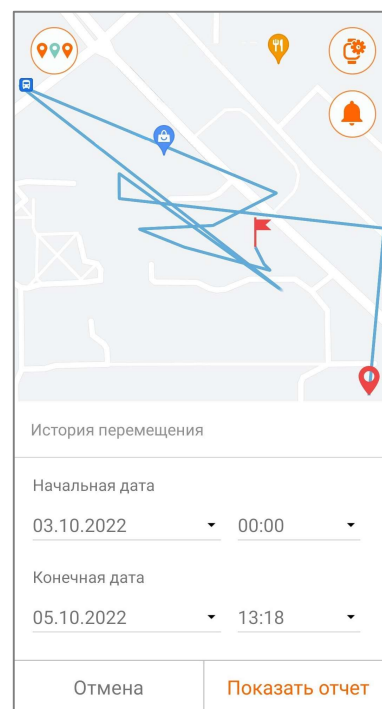 История перемещения
Начальная дата
03.10.2022 00:00
Конечная дата
05.10.2022 13:18
Отмена Показать отчет